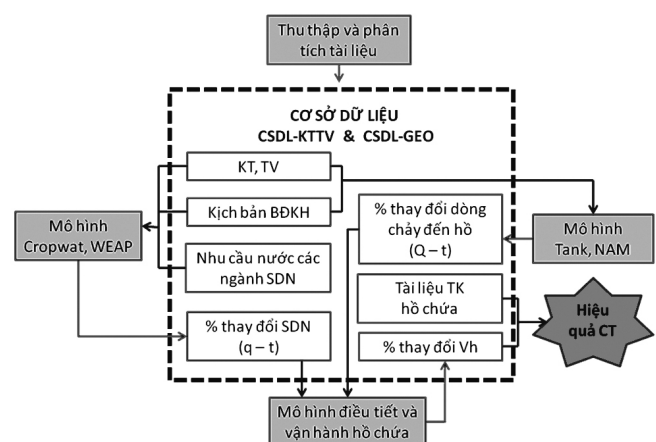 Thu thập và phân
tích tài liệu
CƠ SỞ DỮ LIỆU
CSDL-KTTV & CSDL-GEO
KT, TV
Kịch bản BĐKH
Nhu cầu nước các
ngành SDN
% thay đổi SDN
(q – t)
% thay đổi dòng
chảy đến hồ
(Q – t)
Tài liệu TK
hồ chứa
% thay đổi Vh
Mô hình
Cropwat, WEAP
Mô hình
Tank, NAM
Hiệu
quả CT
Mô hình điều tiết và
vận hành hồ chứa